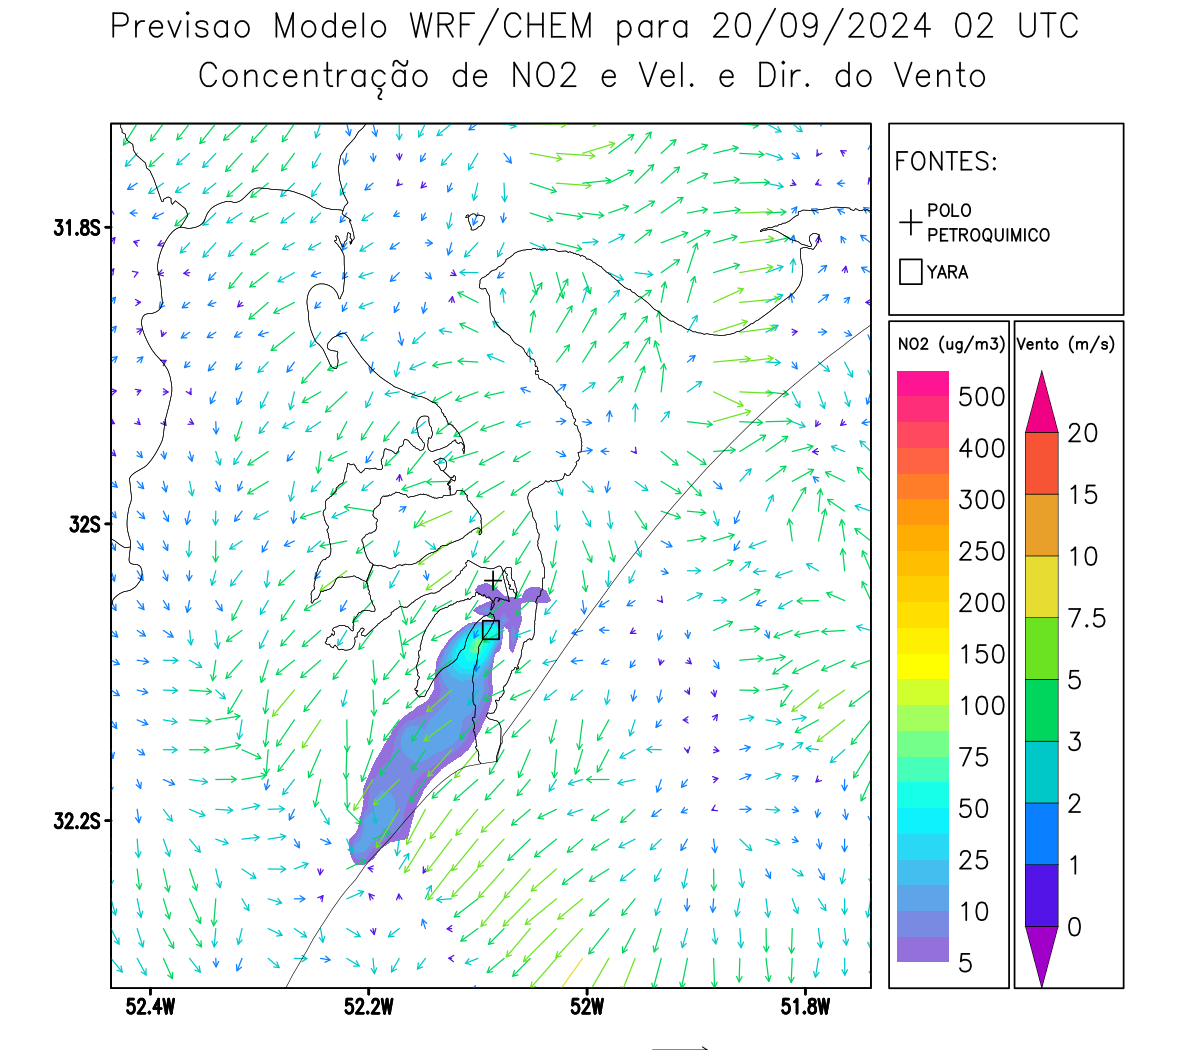 Previsao Modelo WRF/CHEM para 20/09/2024 02 UTC
Concentração de NO2 e Vel. e Dir. do Vento
FONTES:
POLO
PETROQUIMICO
YARA
NO2 (ug/m3)
500
400
300
250
200
150
100
75
50
25
10
5
Vento (m/s)
20
15
10
7.5
5
3
2
1
0
31.8S
32S
32.2S
52.4W
52.2W
52W
51.8W